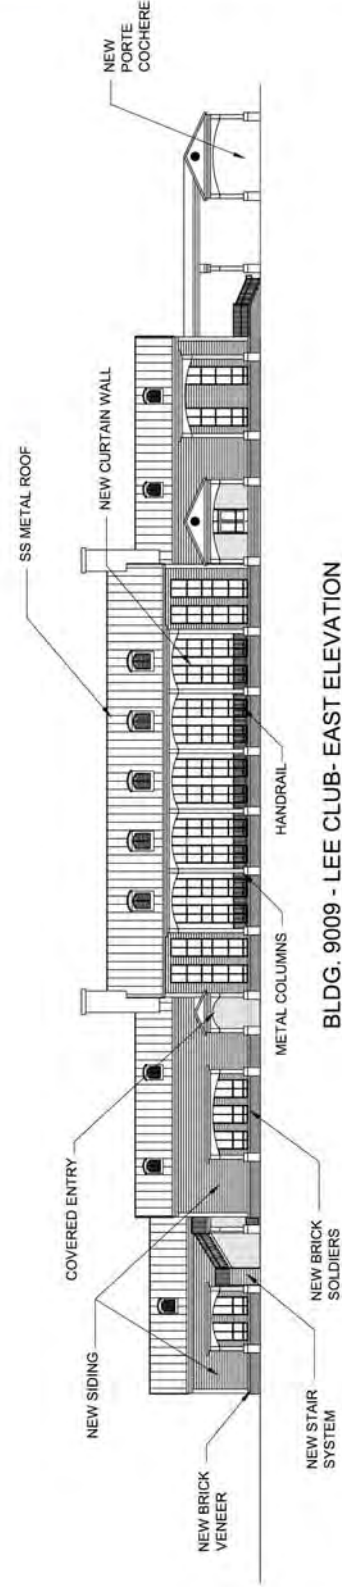 NEW
PORTE
COCHERE
SS METAL ROOF
NEW CURTAIN WALL
COVERED ENTRY
NEW SIDING
NEW BRICK
VENEER
NEW STAIR
SYSTEM
NEW BRICK
SOLDIERS
METAL COLUMNS
HANDRAIL
BLDG. 9009 - LEE CLUB- EAST ELEVATION